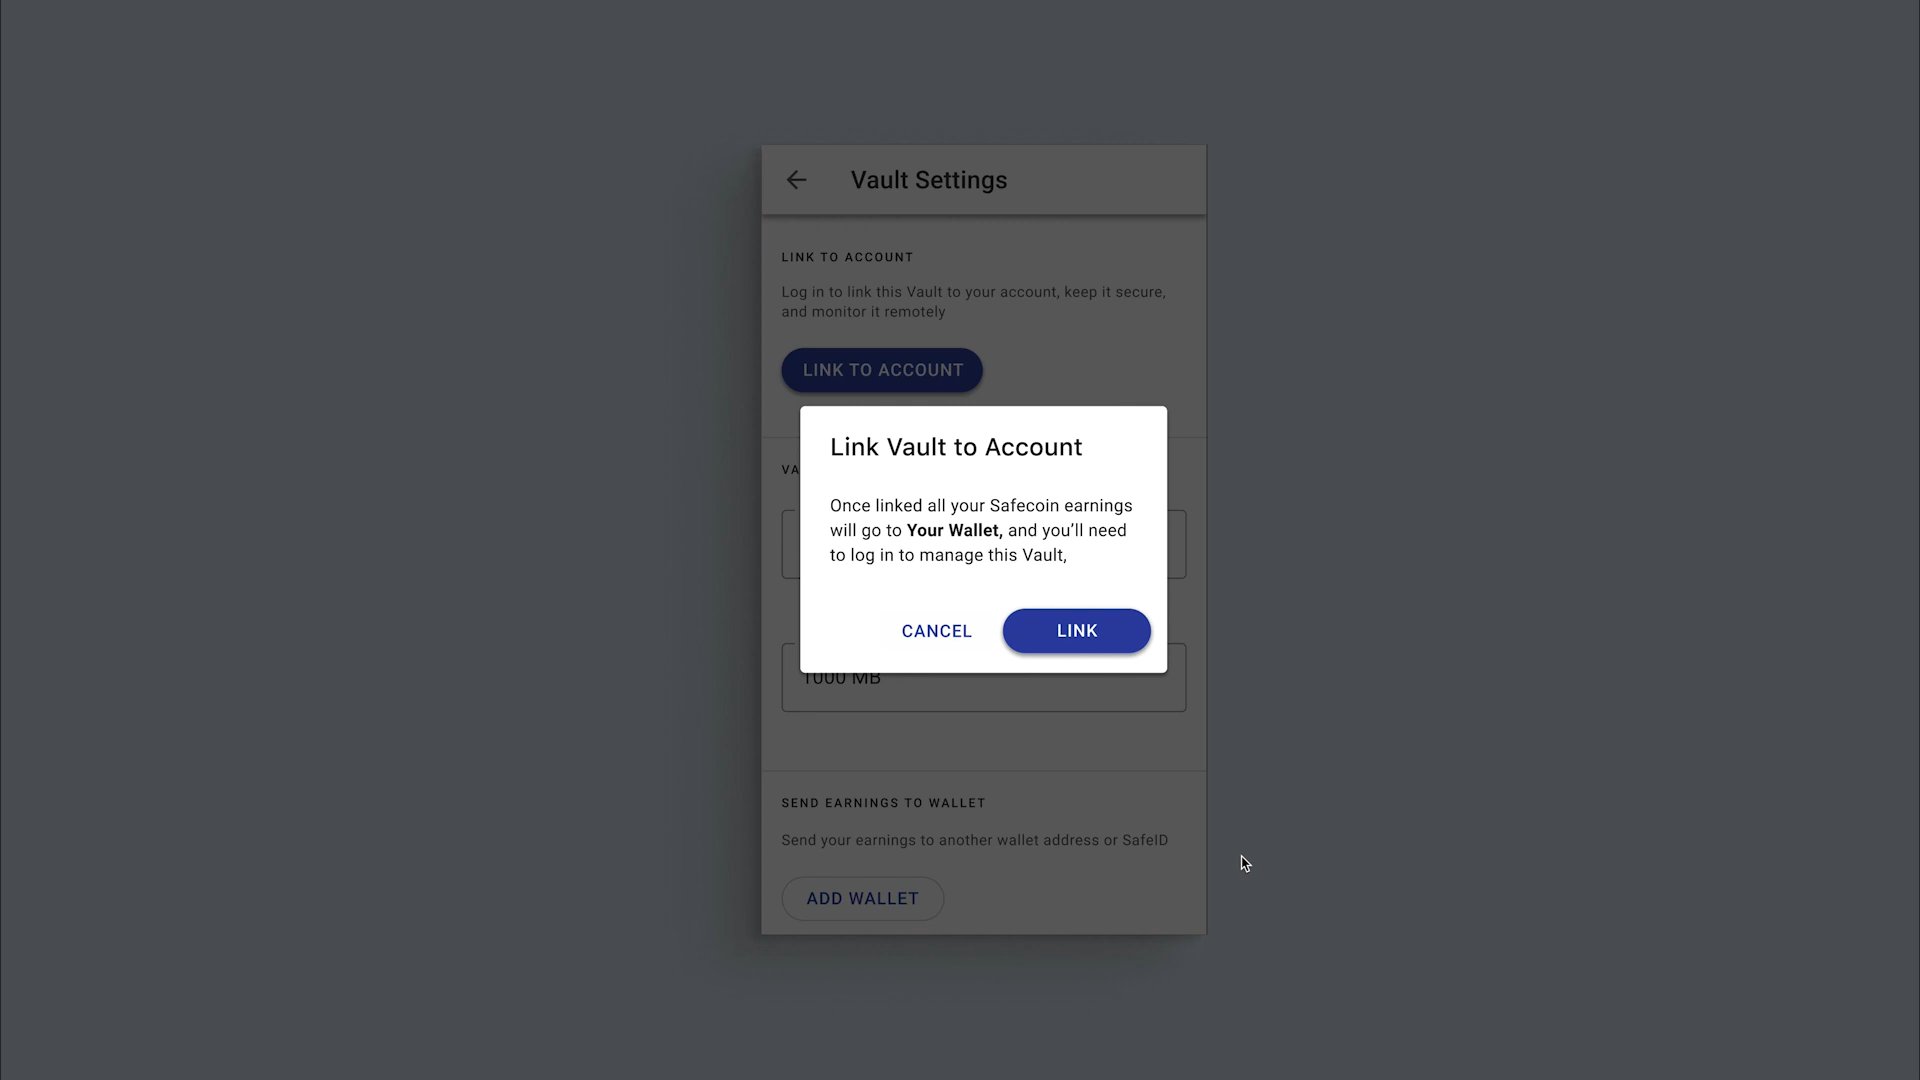 Vault Settings
LINK TO ACCOUNT
Log in to link this Vault to your account, keep it secure,
and monitor it remotely
LINK TO ACCOUNT
Link Vault to Account
VA
Once linked all your Safecoin earnings
will go to Your Wallet, and you’ll need
to log in to manage this Vault,
CANCEL
LINK
1000 MB
SEND EARNINGS TO WALLET
Send your earnings to another wallet address or SafeID
ADD WALLET